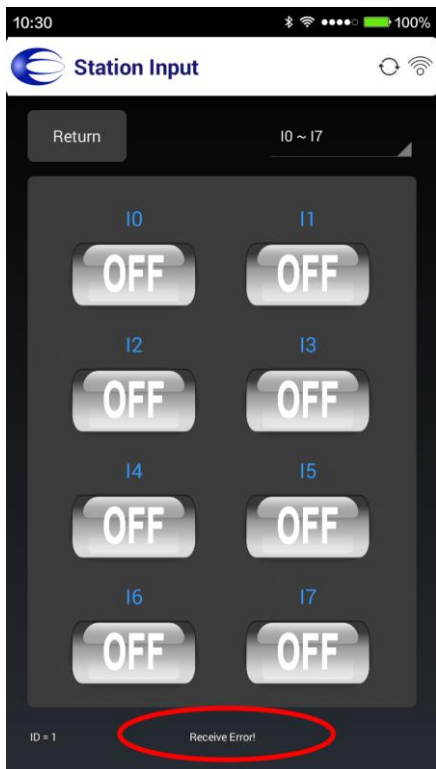 10:30 100%
Station Input
Return I0 ~ I7
I0 I1
OFF OFF
I2 I3
OFF OFF
I4 I5
OFF OFF
I6 I7
OFF OFF
ID = 1 Receive Error!